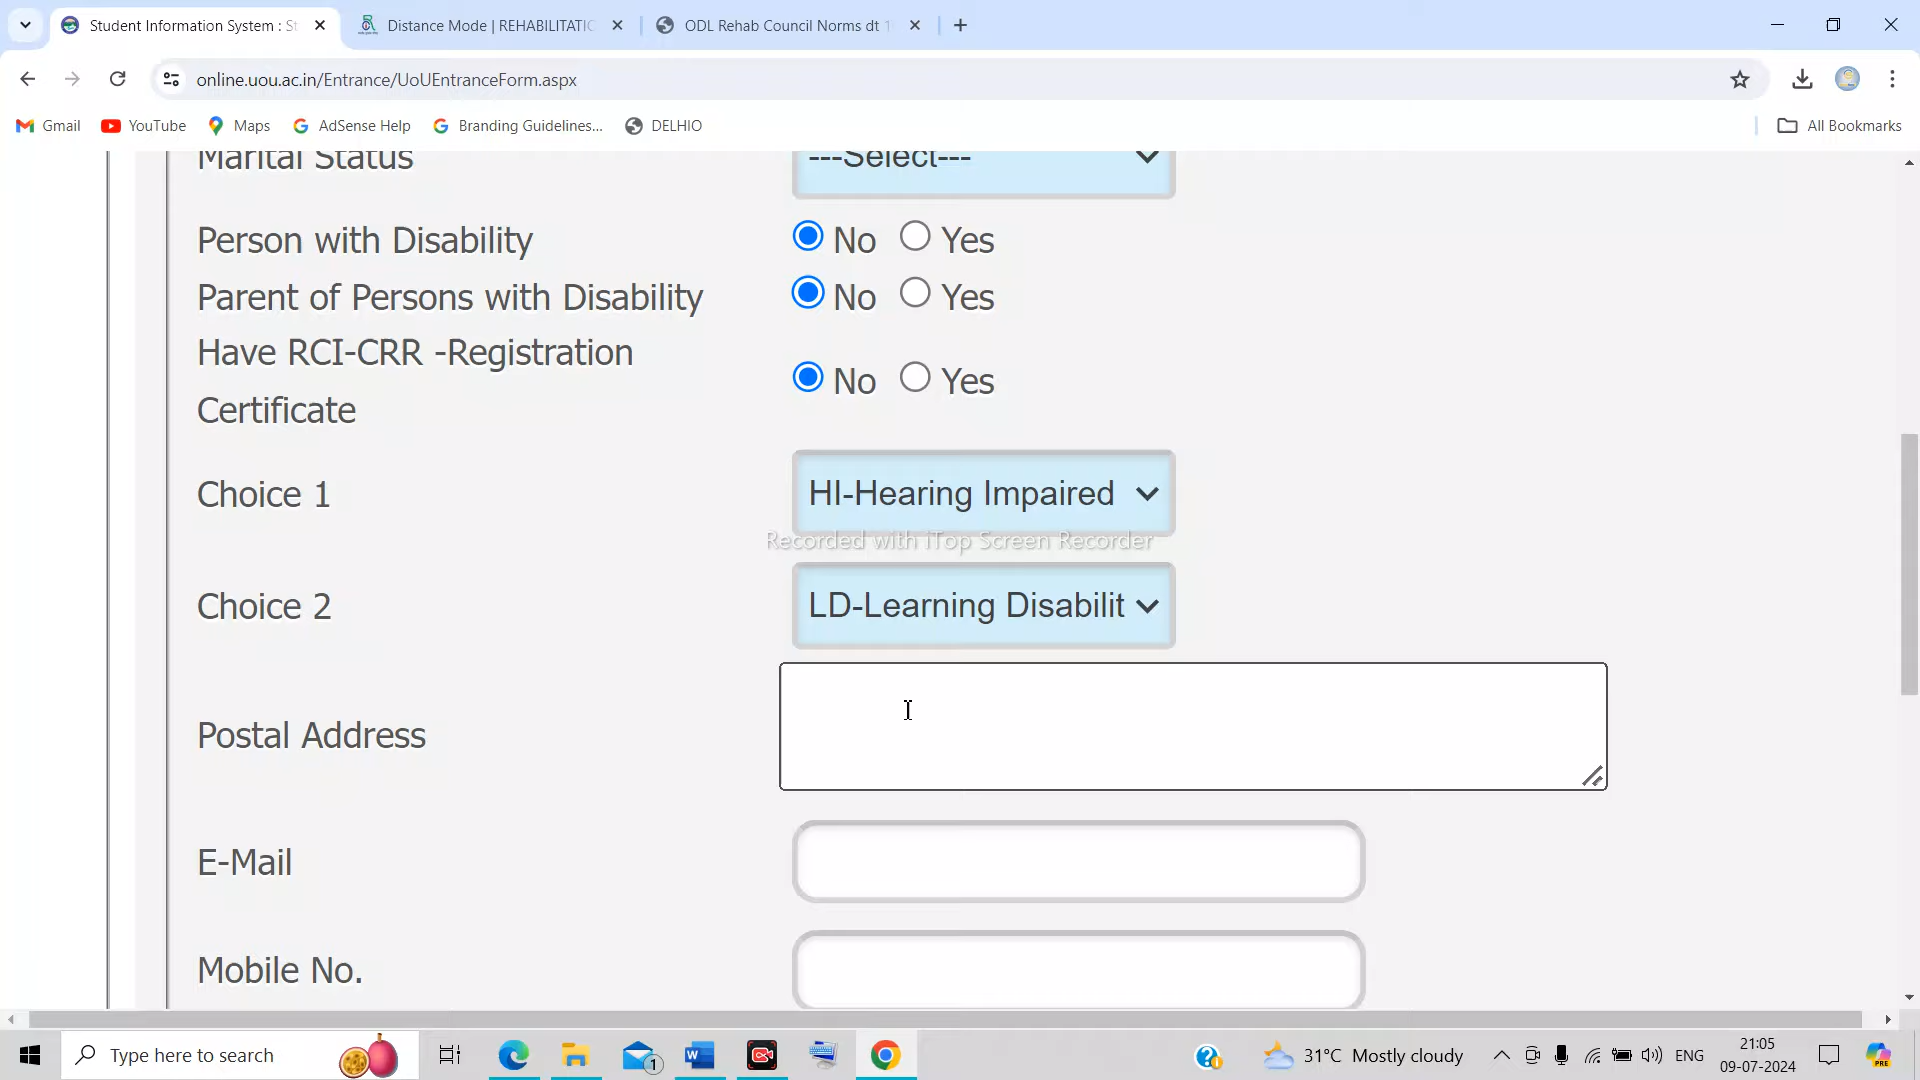 Student Information System : St
Distance Mode | REHABILITATIC
ODL Rehab Council Norms dt 1
online.uou.ac.in/Entrance/UoUEntranceForm.aspx
Gmail
YouTube
Maps
AdSense Help
Branding Guidelines...
DELHIO
All Bookmarks
Marital Status
---Select---
Person with Disability
No Yes
Parent of Persons with Disability
No Yes
Have RCI-CRR -Registration
Certificate
No Yes
Choice 1
HI-Hearing Impaired
Recorded with iTop Screen Recorder
Choice 2
LD-Learning Disabilit
Postal Address
E-Mail
Mobile No.
Type here to search
1
31°C Mostly cloudy
ENG
21:05
09-07-2024
PRE